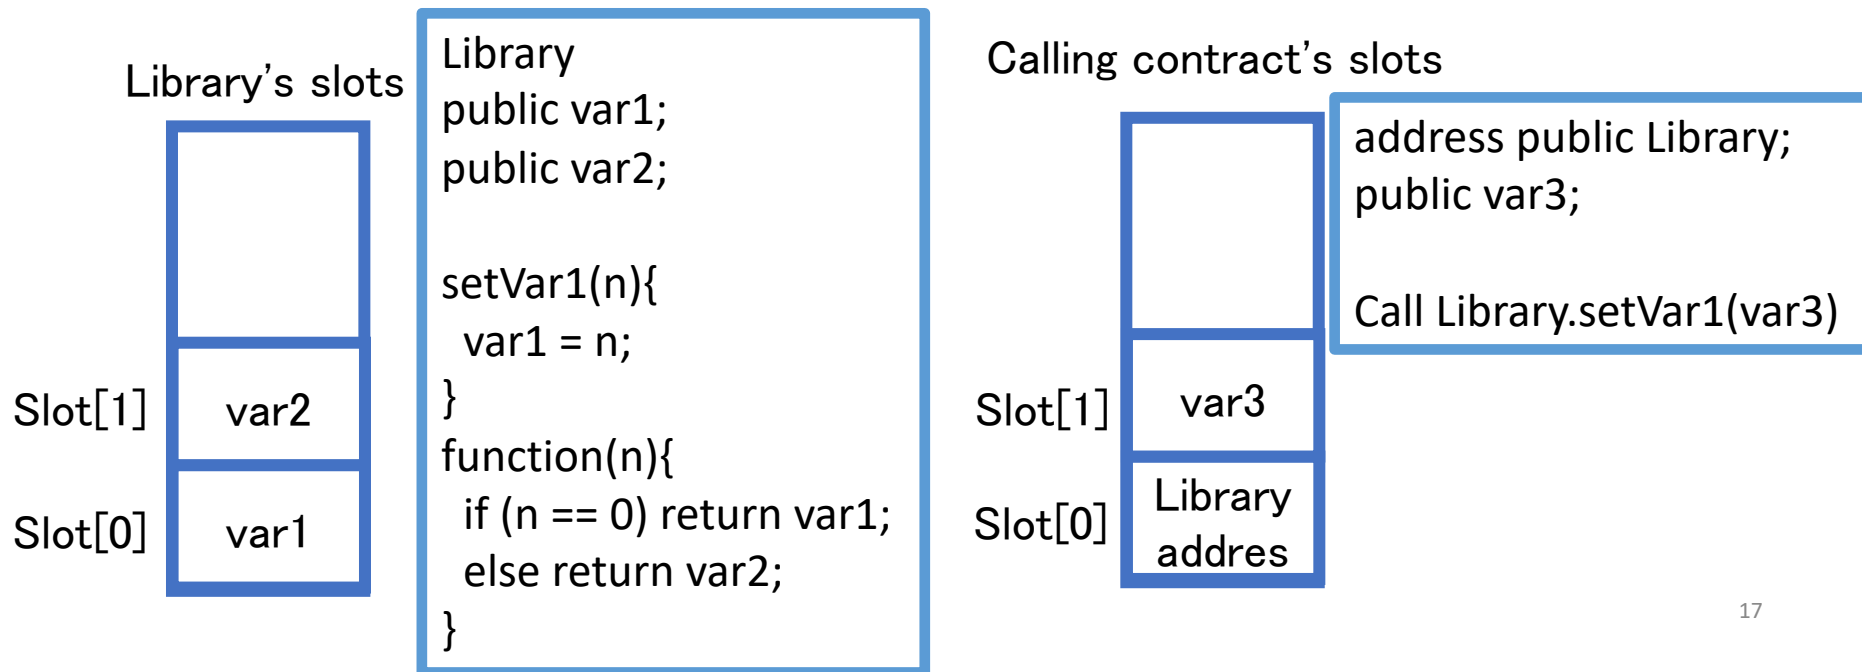 Library's slots
Slot[1]
var2
Slot[0]
var1
Library
public var1;
public var2;
setVar1(n){
var1 = n;
}
function(n){
if (n == 0) return var1;
else return var2;
}
Calling contract's slots
Slot[1]
var3
Slot[0]
Library
addres
address public Library;
public var3;
Call Library.setVar1(var3)
17